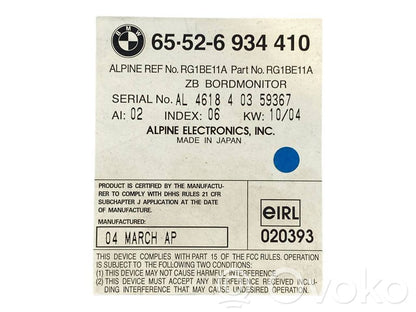 BMW 65-52-6 934 410
ALPINE REF No. RG1BE11A Part No. RG1BE11A
ZB BORDMONITOR
SERIAL No. AL 4618 4 03 59367
AI: 02 INDEX: 06 KW: 10/04
ALPINE ELECTRONICS, INC.
MADE IN JAPAN
PRODUCT IS CERTIFIED BY THE MANUFACTU-
RER TO COMPLY WITH DHHS RULES 21 CFR
SUBCHAPTER J APPLICATION AT THE DATE
OF MANUFACTURE.
MANUFACTURED:
04 MARCH AP
eIRL
020393
THIS DEVICE COMPLIES WITH PART 15 OF THE FCC RULES. OPERATION
IS SUBJECT TO THE FOLLOWING TWO CONDITIONS:
(1) THIS DEVICE MAY NOT CAUSE HARMFUL INTERFERENCE,
(2) THIS DEVICE MUST ACCEPT ANY INTERFERENCE
RECEIVED, INCLUDING INTERFERENCE THAT
MAY CAUSE UNDESIRED OPERATION.
ovoko